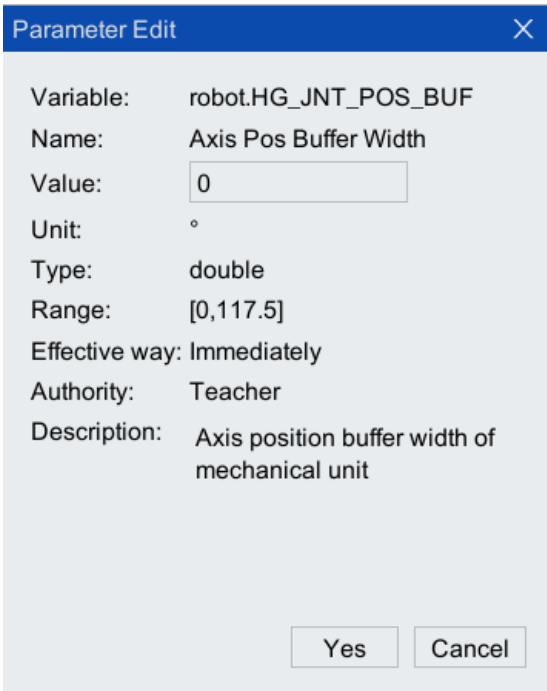 Parameter Edit
Variable: robot.HG_JNT_POS_BUF
Name: Axis Pos Buffer Width
Value: 0
Unit: °
Type: double
Range: [0,117.5]
Effective way: Immediately
Authority: Teacher
Description: Axis position buffer width of
mechanical unit
Yes Cancel